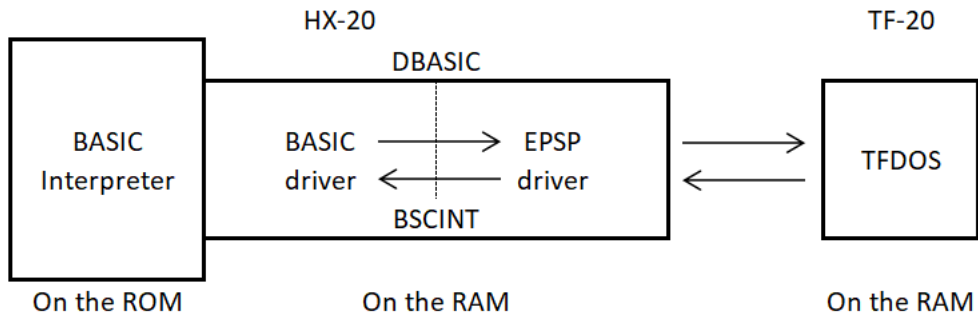 HX-20
TF-20
DBASIC
BASIC
Interpreter
BASIC
driver
EPSP
driver
TFDOS
BSCINT
On the ROM
On the RAM
On the RAM